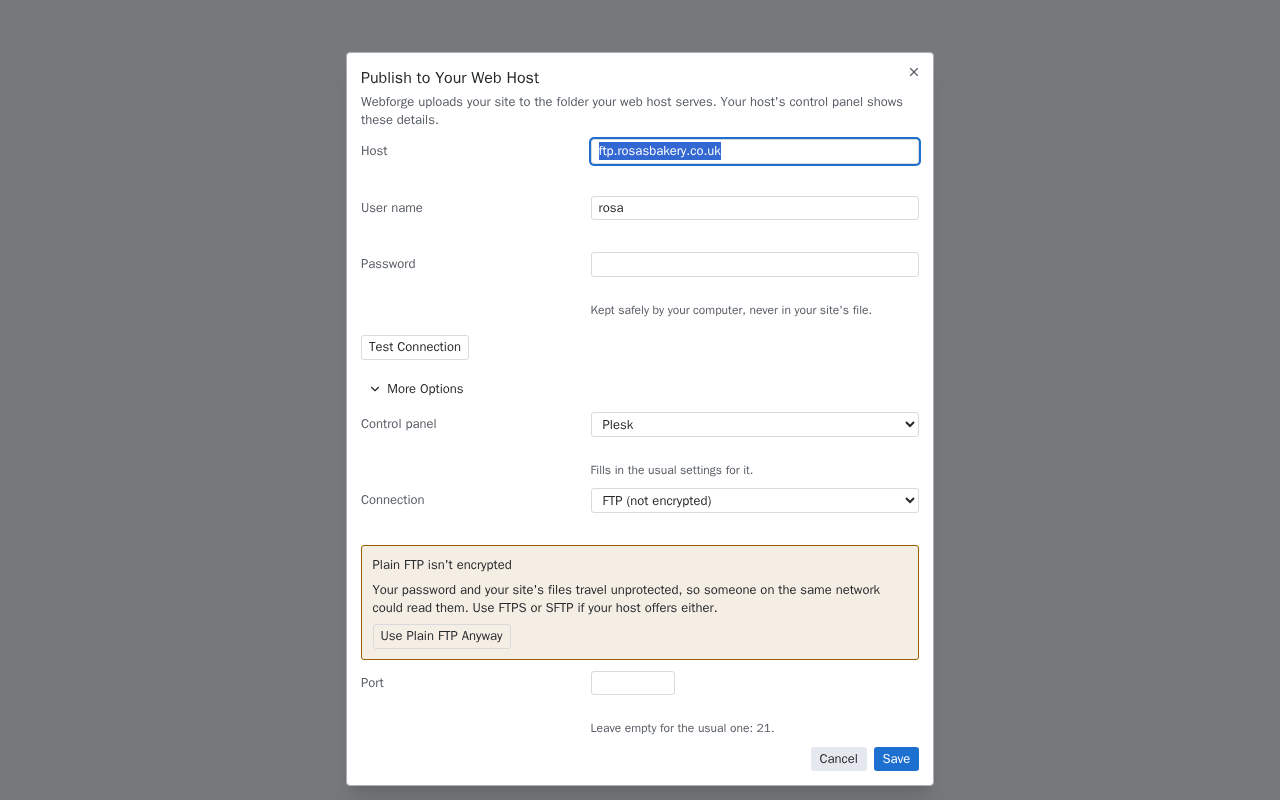 Publish to Your Web Host
Webforge uploads your site to the folder your web host serves. Your host's control panel shows
these details.
Host
ftp.rosasbakery.co.uk
User name
rosa
Password
Kept safely by your computer, never in your site's file.
Test Connection
More Options
Control panel
Plesk
Fills in the usual settings for it.
Connection
FTP (not encrypted)
Plain FTP isn't encrypted
Your password and your site's files travel unprotected, so someone on the same network
could read them. Use FTPS or SFTP if your host offers either.
Use Plain FTP Anyway
Port
Leave empty for the usual one: 21.
Cancel
Save